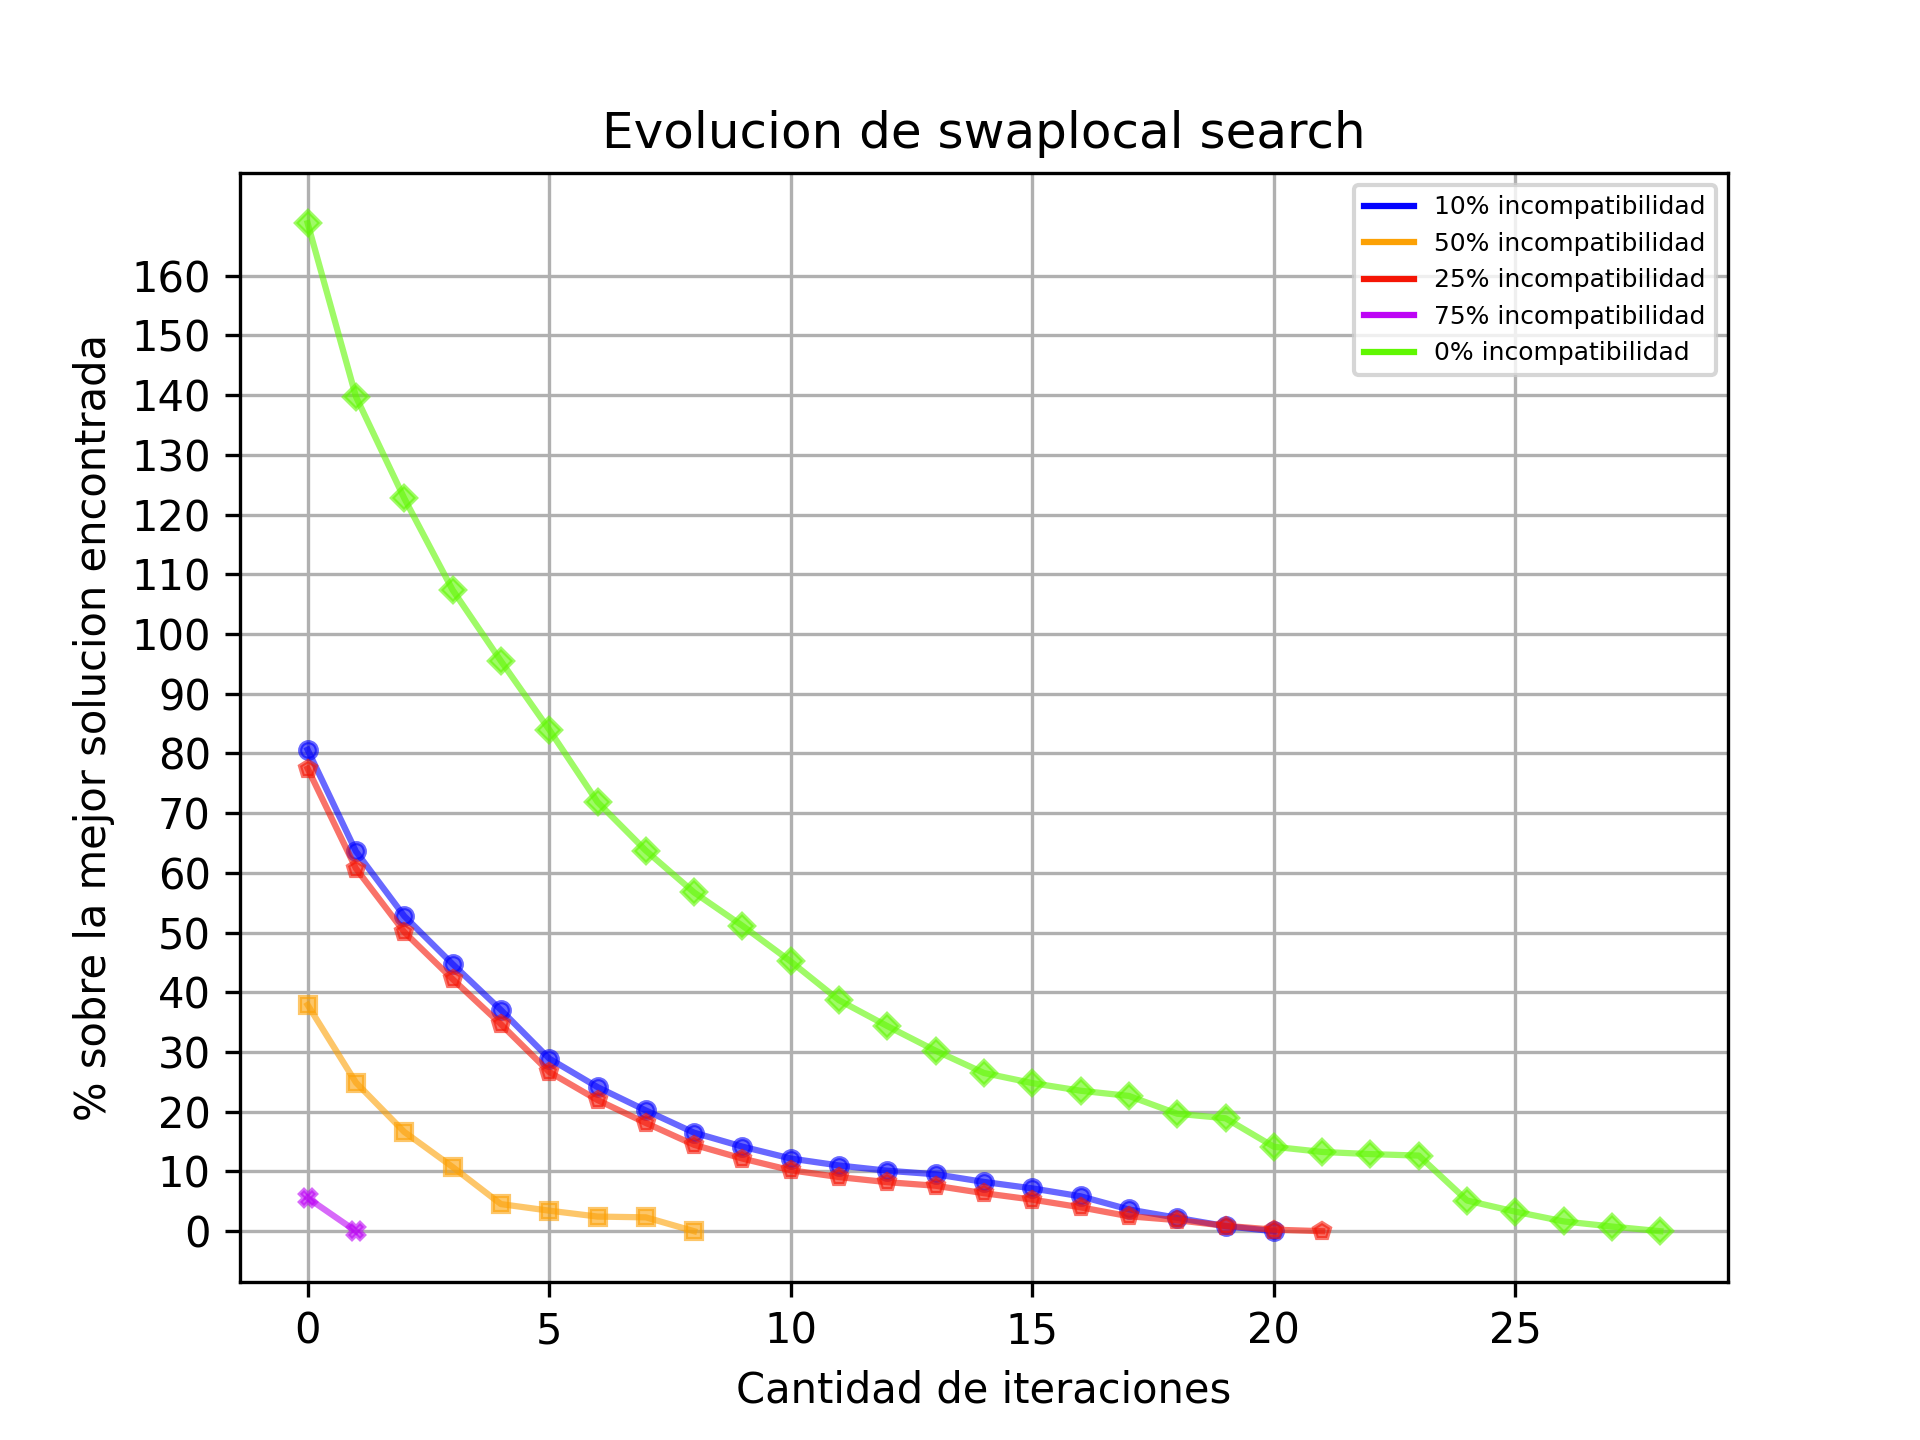 Evolucion de swaplocal search
10% incompatibilidad
50% incompatibilidad
25% incompatibilidad
75% incompatibilidad
0% incompatibilidad
% sobre la mejor solucion encontrada
160
150
140
130
120
110
100
90
80
70
60
50
40
30
20
10
0
0 5 10 15 20 25
Cantidad de iteraciones